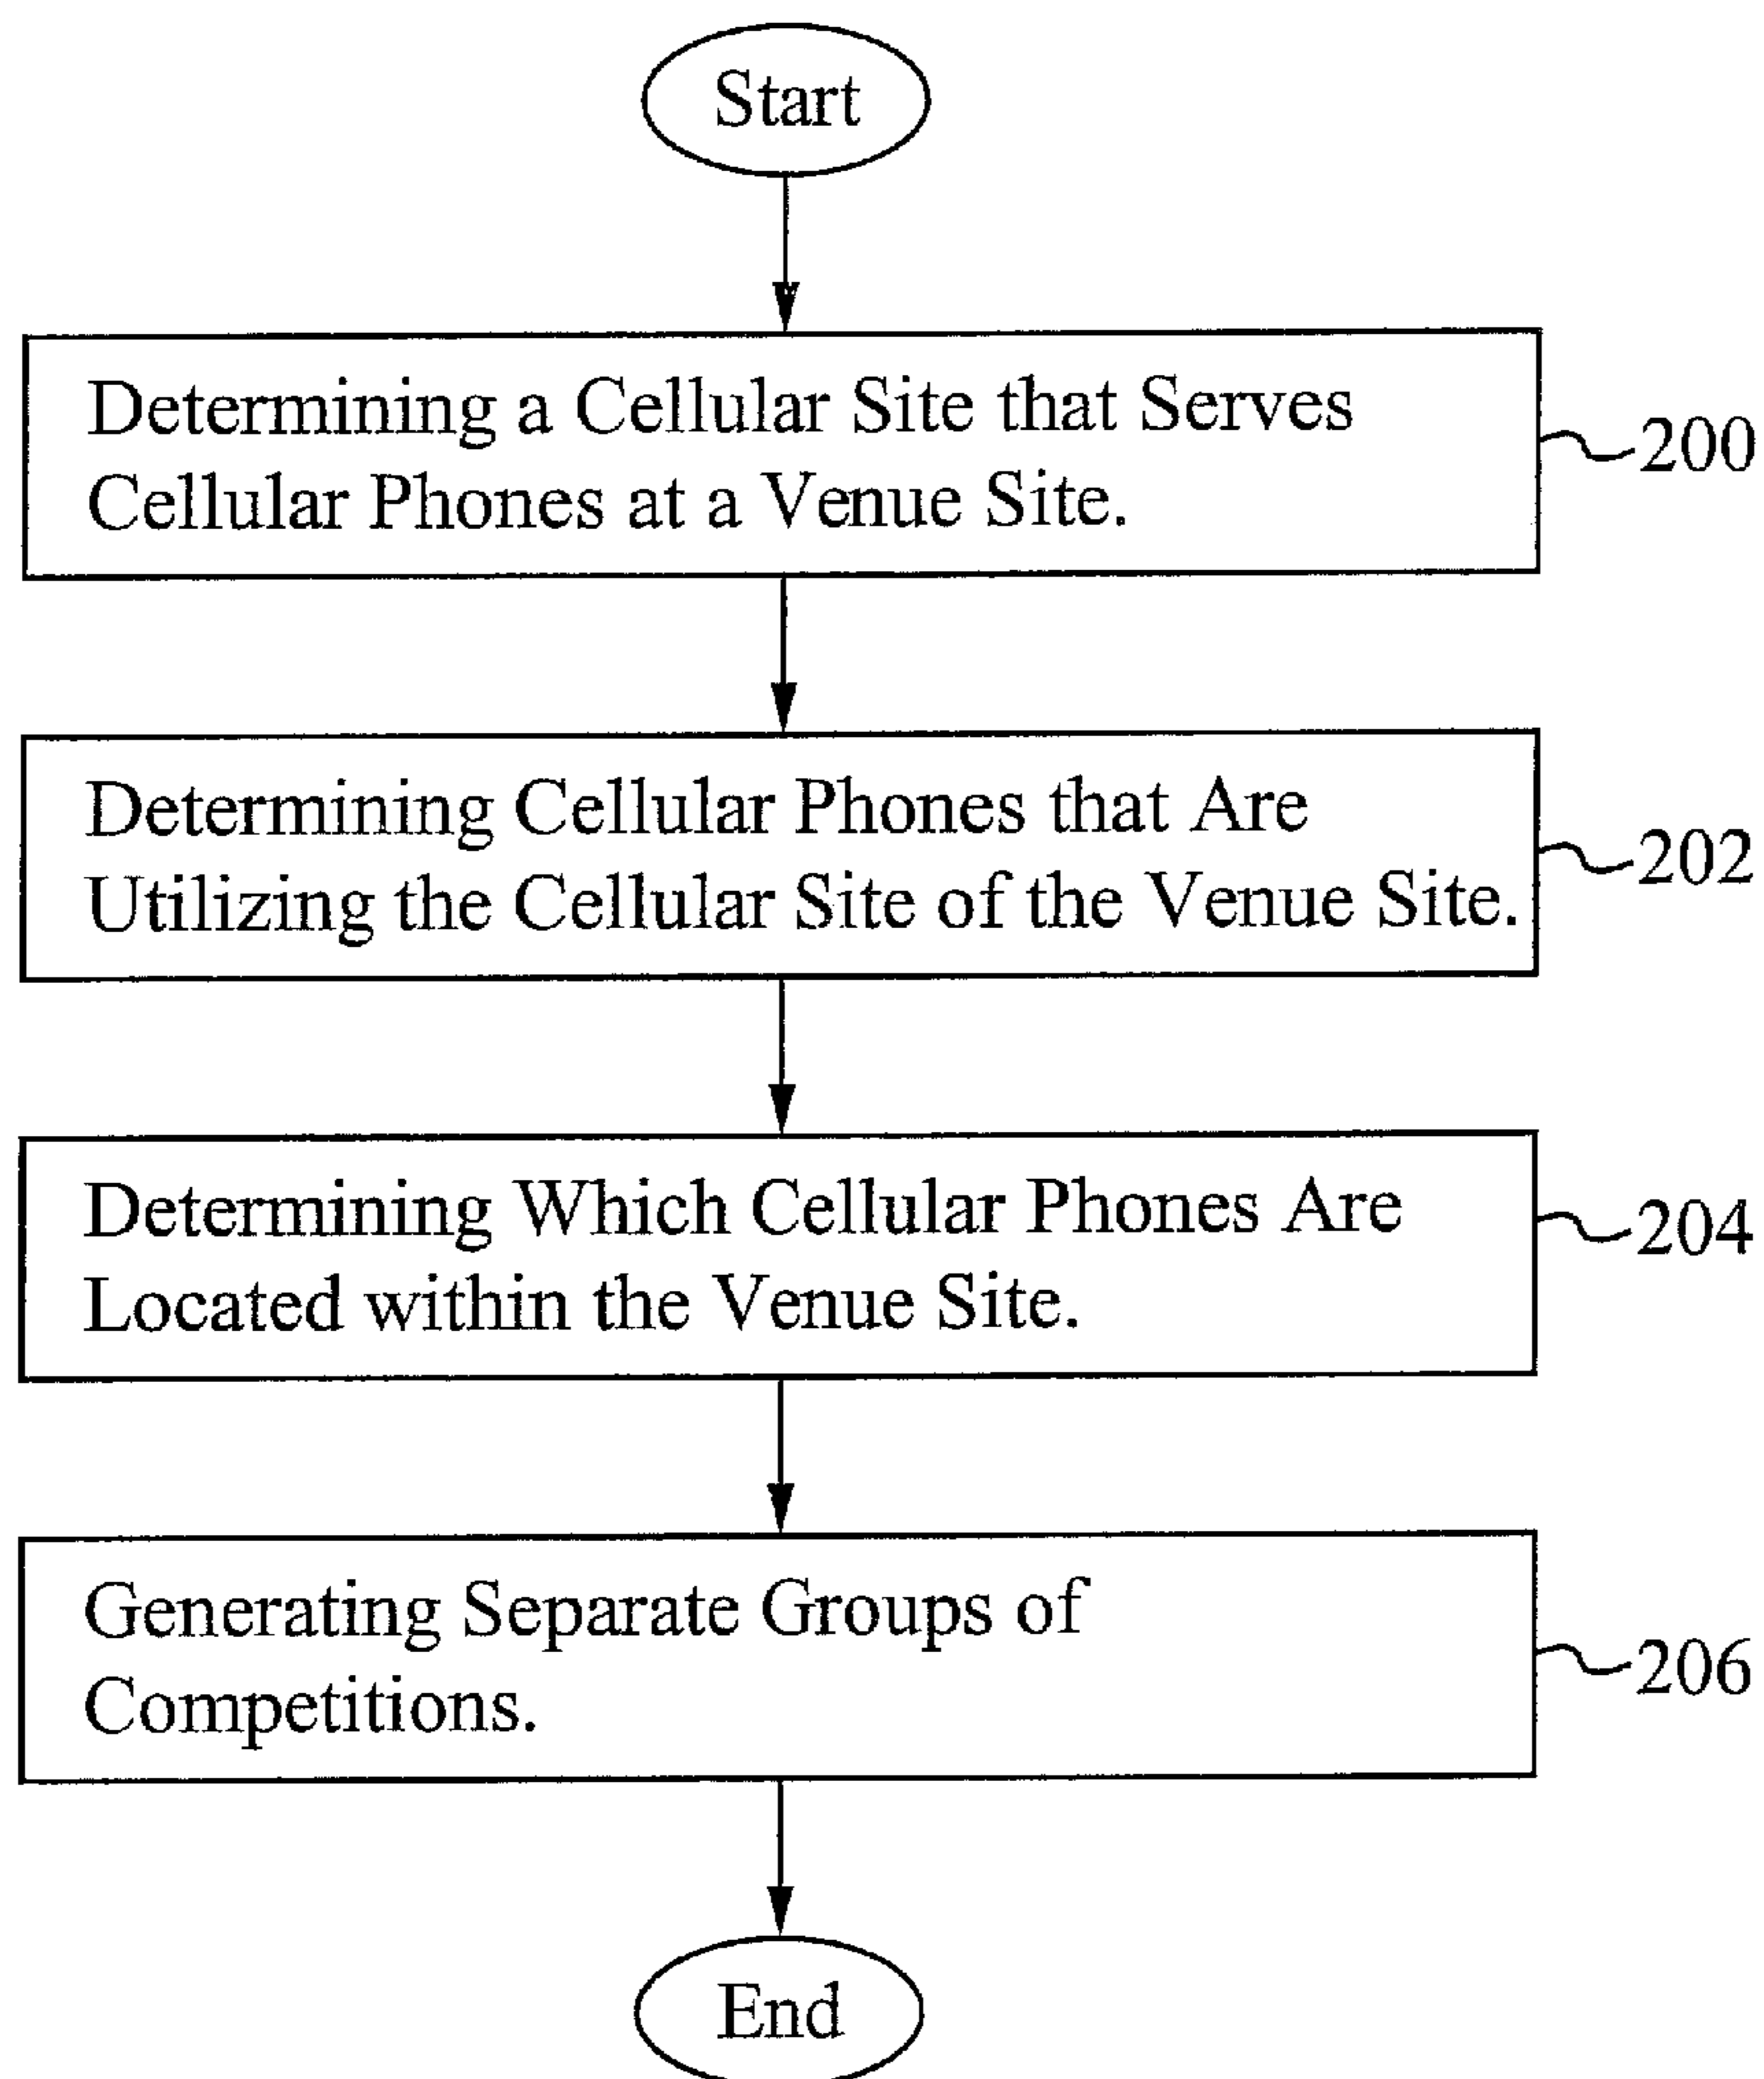 Start
Determining a Cellular Site that Serves
Cellular Phones at a Venue Site.
200
Determining Cellular Phones that Are
Utilizing the Cellular Site of the Venue Site.
202
Determining Which Cellular Phones Are
Located within the Venue Site.
204
Generating Separate Groups of
Competitions.
206
End